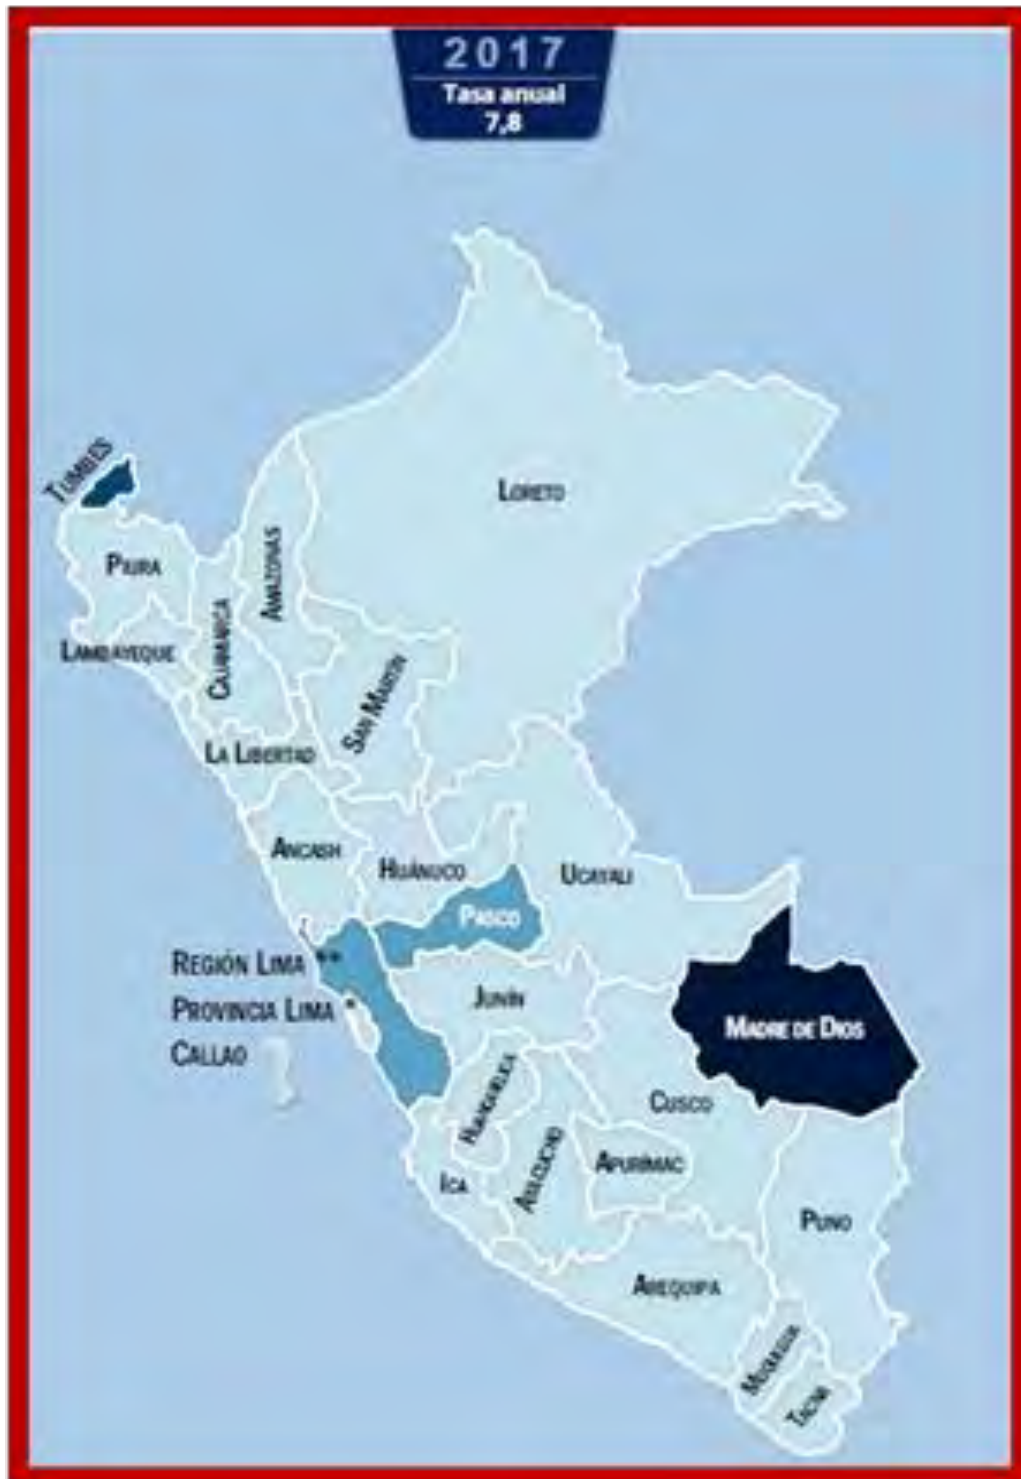 2017
Tasa anual
7,8
TUMBES
LORETO
PIURA
AMAZONAS
LAMBAYEQUE
CAJAMARCA
SAN MARTÍN
LA LIBERTAD
ANCASH
HUÁNUCO
UCAYALI
PASCO
REGIÓN LIMA **
PROVINCIA LIMA *
JUNÍN
MADRE DE DIOS
CALLAO
HUANCAVELICA
CUSCO
AYACUCHO
APURÍMAC
ICA
PUNO
AREQUIPA
MOQUEGUA
TACNA